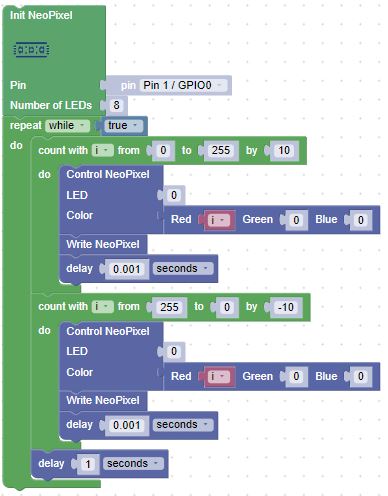 Init NeoPixel
Pin pin Pin 1 / GPIO0
Number of LEDs 8
repeat while true
do count with i from 0 to 255 by 10
do Control NeoPixel
LED 0
Color Red i Green 0 Blue 0
Write NeoPixel
delay 0.001 seconds
count with i from 255 to 0 by -10
do Control NeoPixel
LED 0
Color Red i Green 0 Blue 0
Write NeoPixel
delay 0.001 seconds
delay 1 seconds